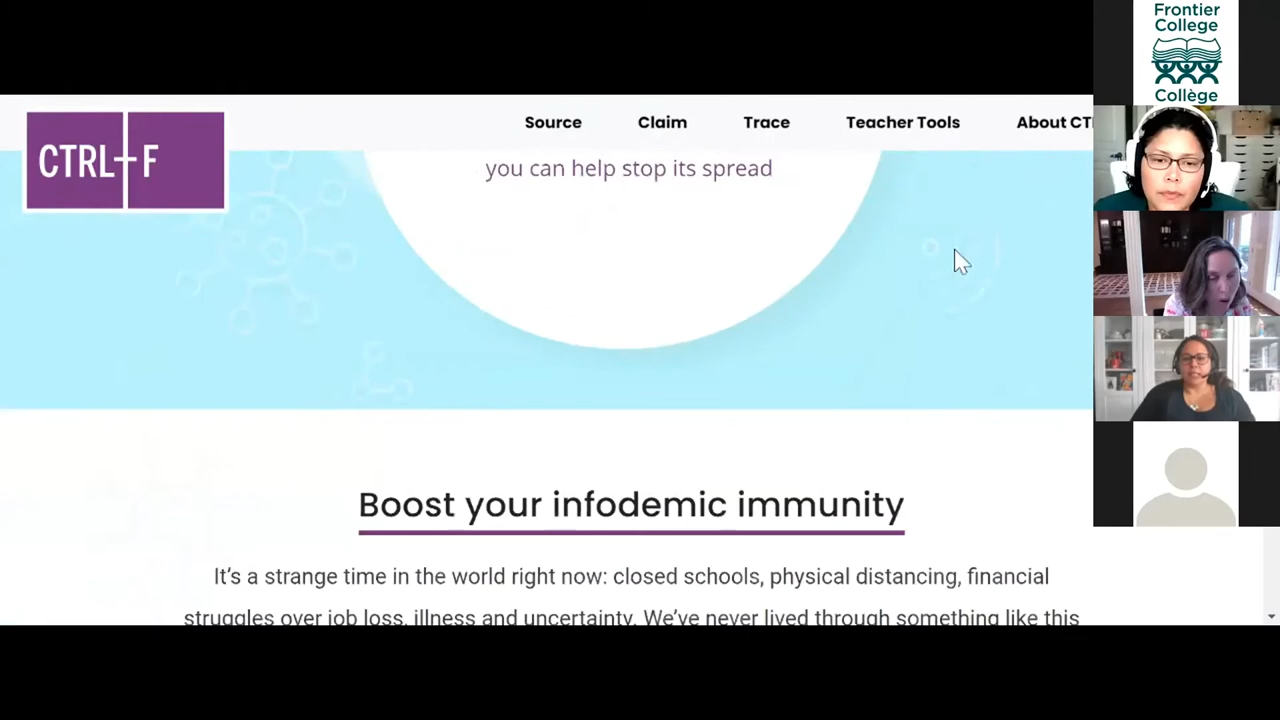 Frontier
College
Collège
CTRL+F
Source
Claim
Trace
Teacher Tools
About CT
you can help stop its spread
Boost your infodemic immunity
It’s a strange time in the world right now: closed schools, physical distancing, financial
struggles over job loss, illness and uncertainty. We’ve never lived through something like this